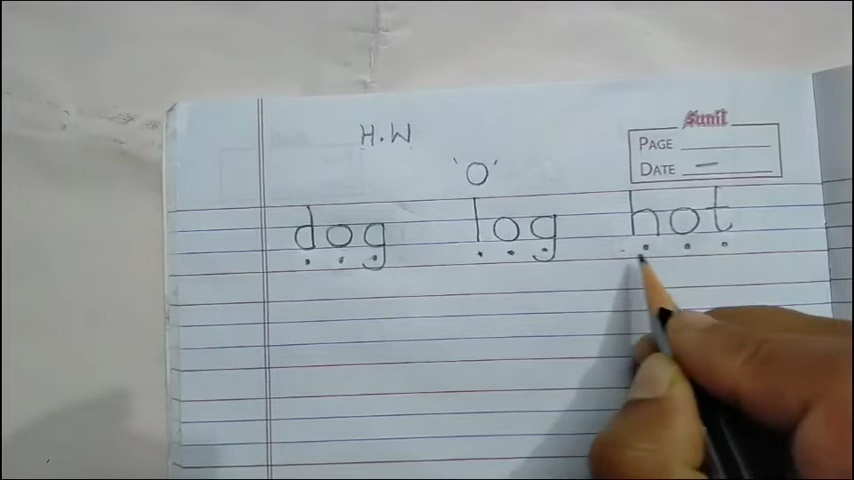 Sunil
H.W
PAGE
'O'
DATE —
dog log hot